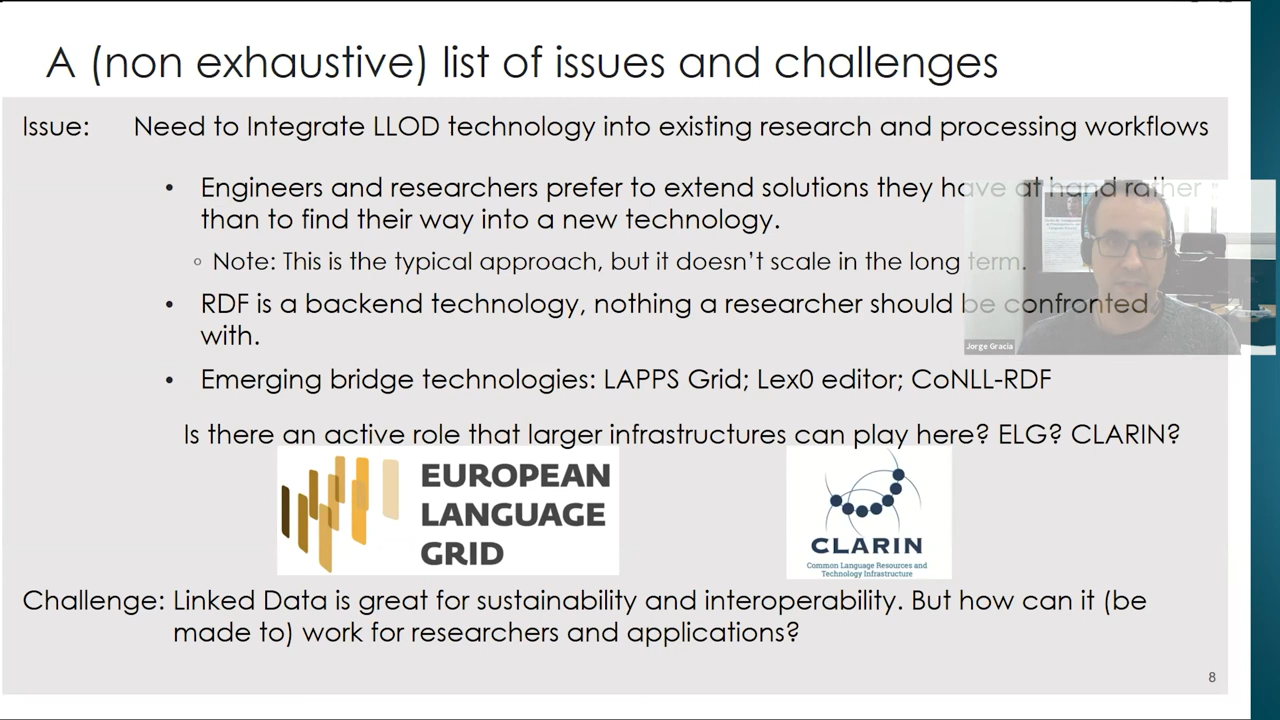 A (non exhaustive) list of issues and challenges
Issue: Need to Integrate LLOD technology into existing research and processing workflows
• Engineers and researchers prefer to extend solutions they have at hand rather
than to find their way into a new technology.
◦ Note: This is the typical approach, but it doesn’t scale in the long term.
• RDF is a backend technology, nothing a researcher should be confronted
with.
Jorge Gracia
• Emerging bridge technologies: LAPPS Grid; Lex0 editor; CoNLL-RDF
Is there an active role that larger infrastructures can play here? ELG? CLARIN?
EUROPEAN
LANGUAGE
GRID
CLARIN
Common Language Resources and
Technology Infrastructure
Challenge: Linked Data is great for sustainability and interoperability. But how can it (be
made to) work for researchers and applications?
8